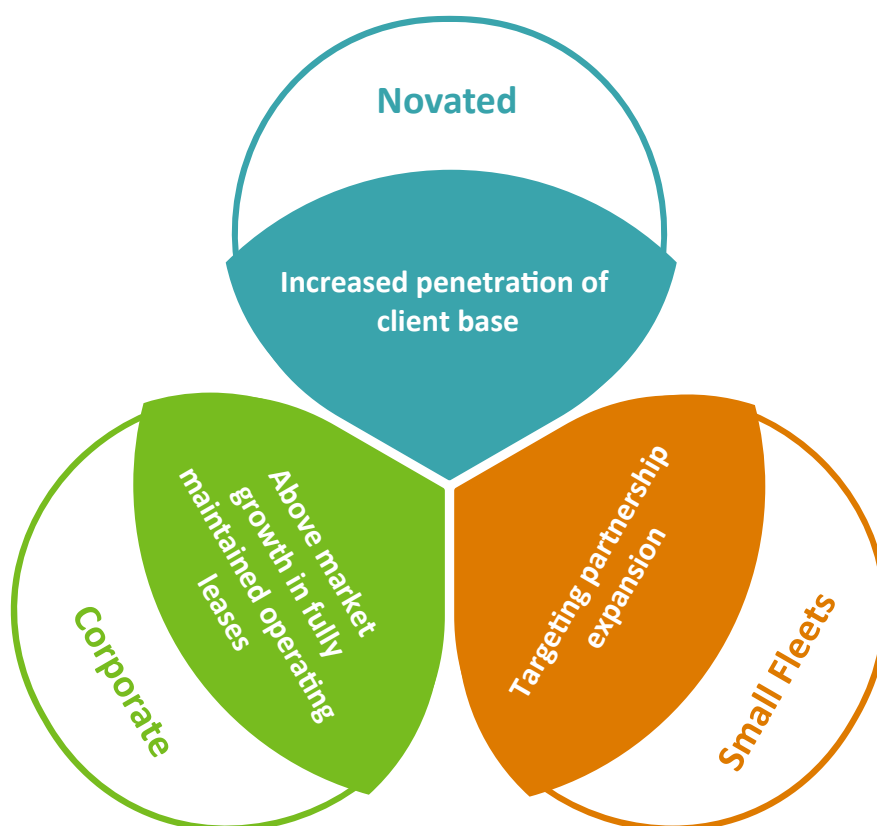 Novated
Increased penetration of
client base
Above market
growth in fully
maintained operating
leases
Corporate
Targeting partnership
expansion
Small Fleets